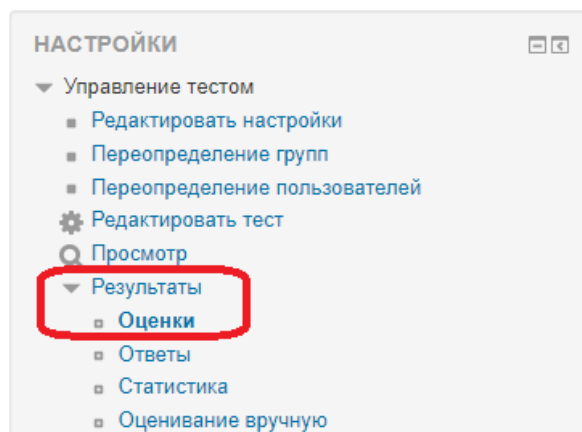 НАСТРОЙКИ
Управление тестом
Редактировать настройки
Переопределение групп
Переопределение пользователей
Редактировать тест
Просмотр
Результаты
Оценки
Ответы
Статистика
Оценивание вручную